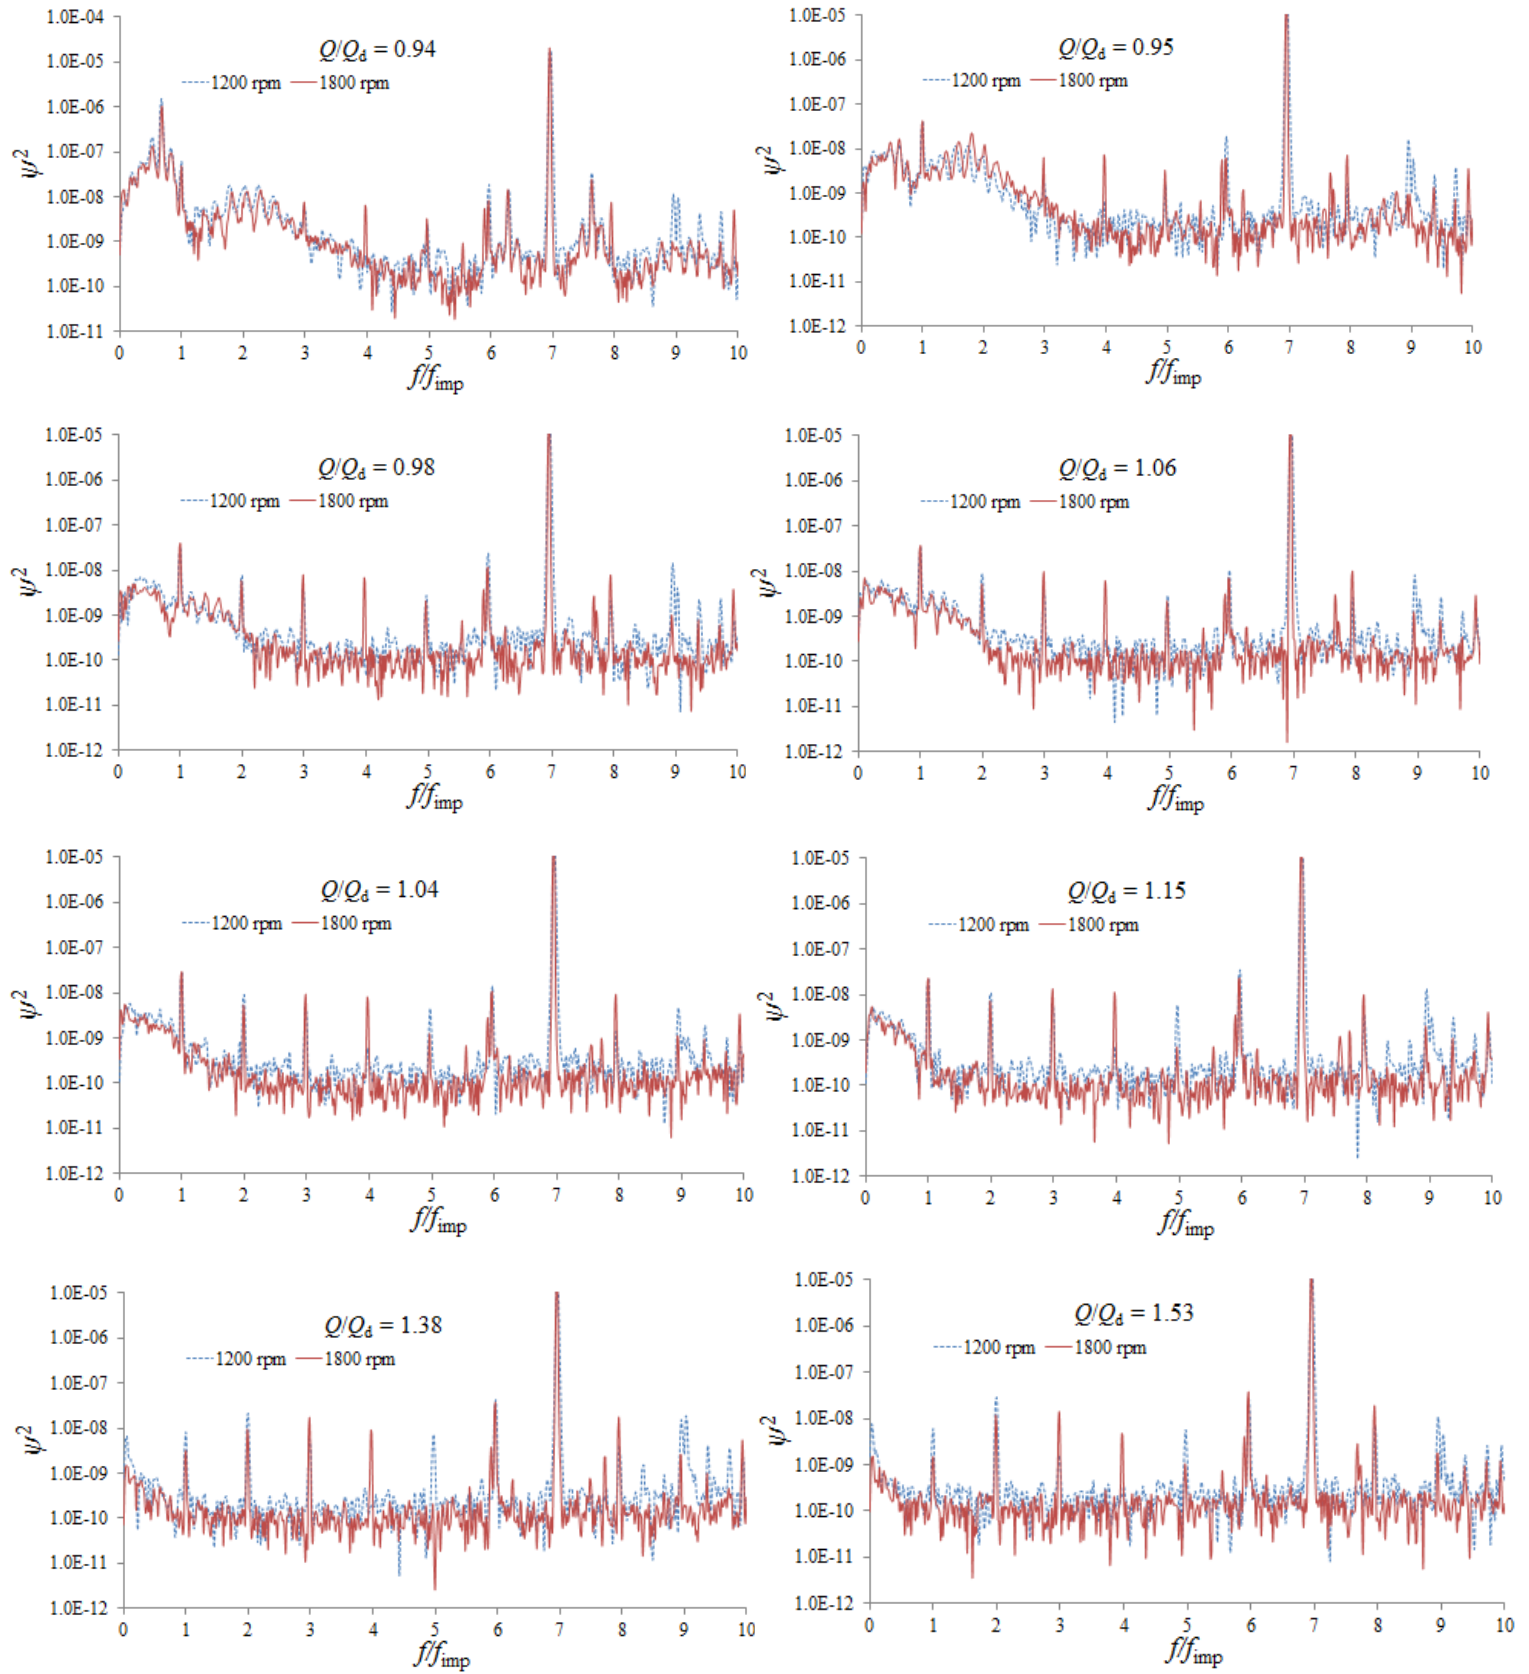 Q/Qd = 0.94
1200 rpm 1800 rpm
1.0E-04
1.0E-05
1.0E-06
1.0E-07
1.0E-08
1.0E-09
1.0E-10
1.0E-11
ψ²
0 1 2 3 4 5 6 7 8 9 10
f/fimp
Q/Qd = 0.95
1200 rpm 1800 rpm
1.0E-05
1.0E-06
1.0E-07
1.0E-08
1.0E-09
1.0E-10
1.0E-11
1.0E-12
ψ²
0 1 2 3 4 5 6 7 8 9 10
f/fimp
Q/Qd = 0.98
1200 rpm 1800 rpm
1.0E-05
1.0E-06
1.0E-07
1.0E-08
1.0E-09
1.0E-10
1.0E-11
1.0E-12
ψ²
0 1 2 3 4 5 6 7 8 9 10
f/fimp
Q/Qd = 1.06
1200 rpm 1800 rpm
1.0E-05
1.0E-06
1.0E-07
1.0E-08
1.0E-09
1.0E-10
1.0E-11
1.0E-12
ψ²
0 1 2 3 4 5 6 7 8 9 10
f/fimp
Q/Qd = 1.04
1200 rpm 1800 rpm
1.0E-05
1.0E-06
1.0E-07
1.0E-08
1.0E-09
1.0E-10
1.0E-11
1.0E-12
ψ²
0 1 2 3 4 5 6 7 8 9 10
f/fimp
Q/Qd = 1.15
1200 rpm 1800 rpm
1.0E-05
1.0E-06
1.0E-07
1.0E-08
1.0E-09
1.0E-10
1.0E-11
1.0E-12
ψ²
0 1 2 3 4 5 6 7 8 9 10
f/fimp
Q/Qd = 1.38
1200 rpm 1800 rpm
1.0E-05
1.0E-06
1.0E-07
1.0E-08
1.0E-09
1.0E-10
1.0E-11
1.0E-12
ψ²
0 1 2 3 4 5 6 7 8 9 10
f/fimp
Q/Qd = 1.53
1200 rpm 1800 rpm
1.0E-05
1.0E-06
1.0E-07
1.0E-08
1.0E-09
1.0E-10
1.0E-11
1.0E-12
ψ²
0 1 2 3 4 5 6 7 8 9 10
f/fimp